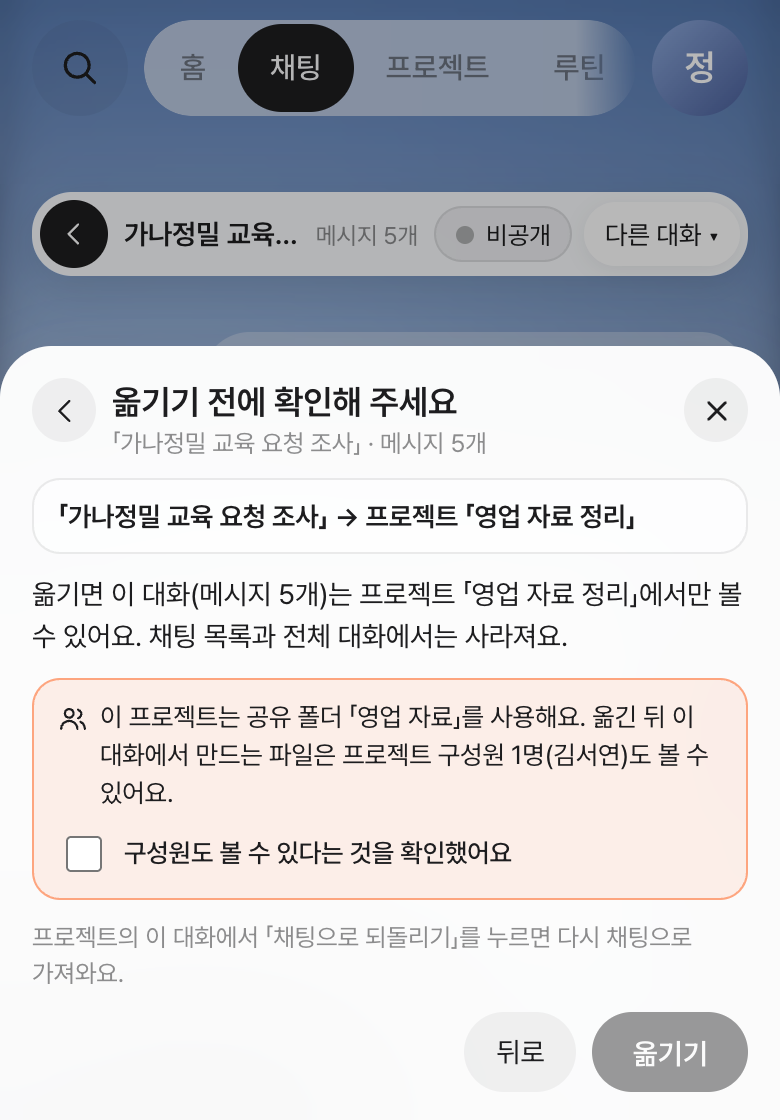 홈
채팅
프로젝트
루틴
정
가나정밀 교육...
메시지 5개
비공개
다른 대화 ▾
옮기기 전에 확인해 주세요
「가나정밀 교육 요청 조사」 · 메시지 5개
「가나정밀 교육 요청 조사」 → 프로젝트 「영업 자료 정리」
옮기면 이 대화(메시지 5개)는 프로젝트 「영업 자료 정리」에서만 볼
수 있어요. 채팅 목록과 전체 대화에서는 사라져요.
이 프로젝트는 공유 폴더 「영업 자료」를 사용해요. 옮긴 뒤 이
대화에서 만드는 파일은 프로젝트 구성원 1명(김서연)도 볼 수
있어요.
구성원도 볼 수 있다는 것을 확인했어요
프로젝트의 이 대화에서 「채팅으로 되돌리기」를 누르면 다시 채팅으로
가져와요.
뒤로
옮기기